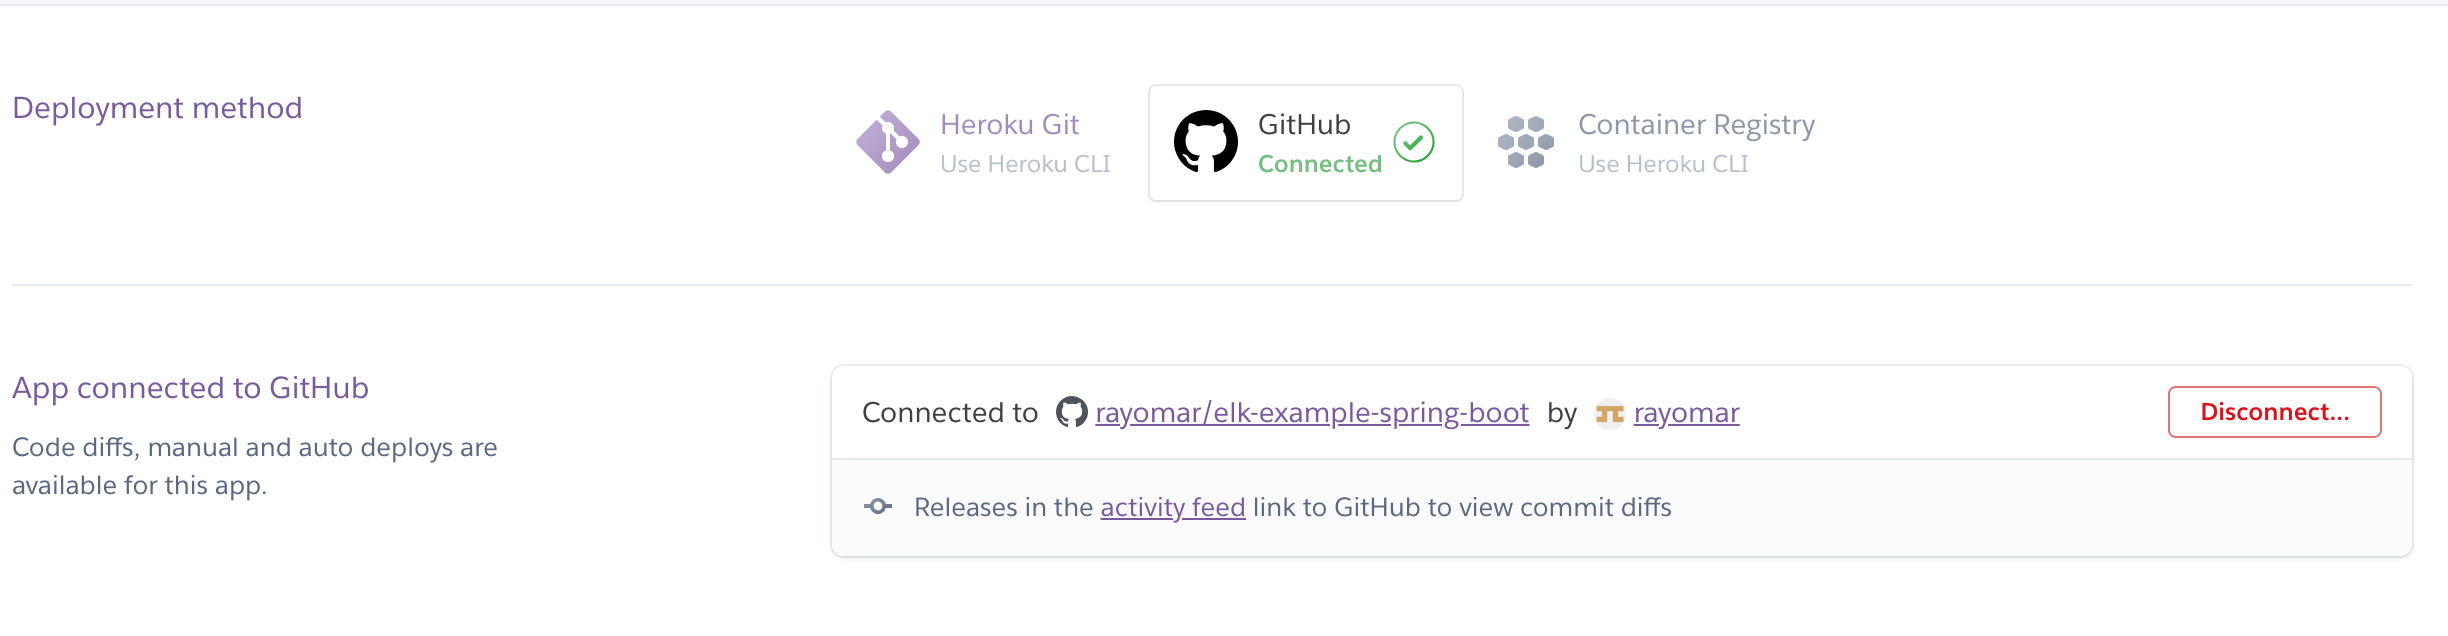 Deployment method
Heroku Git
Use Heroku CLI
GitHub
Connected
Container Registry
Use Heroku CLI
App connected to GitHub
Code diffs, manual and auto deploys are
available for this app.
Connected to rayomar/elk-example-spring-boot by rayomar
Disconnect...
Releases in the activity feed link to GitHub to view commit diffs